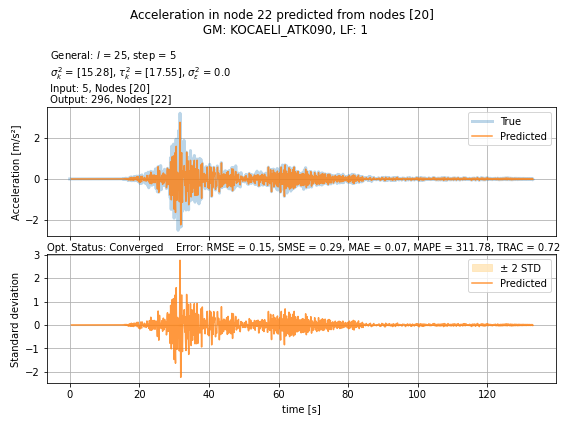 Acceleration in node 22 predicted from nodes [20]
GM: KOCAELI_ATK090, LF: 1
General: l = 25, step = 5
σ²ₖ = [15.28], τ²ₖ = [17.55], σ²ε = 0.0
Input: 5, Nodes [20]
Output: 296, Nodes [22]
Acceleration [m/s²]
2
0
−2
True
Predicted
Opt. Status: Converged Error: RMSE = 0.15, SMSE = 0.29, MAE = 0.07, MAPE = 311.78, TRAC = 0.72
Standard deviation
3
2
1
0
−1
−2
± 2 STD
Predicted
0 20 40 60 80 100 120
time [s]